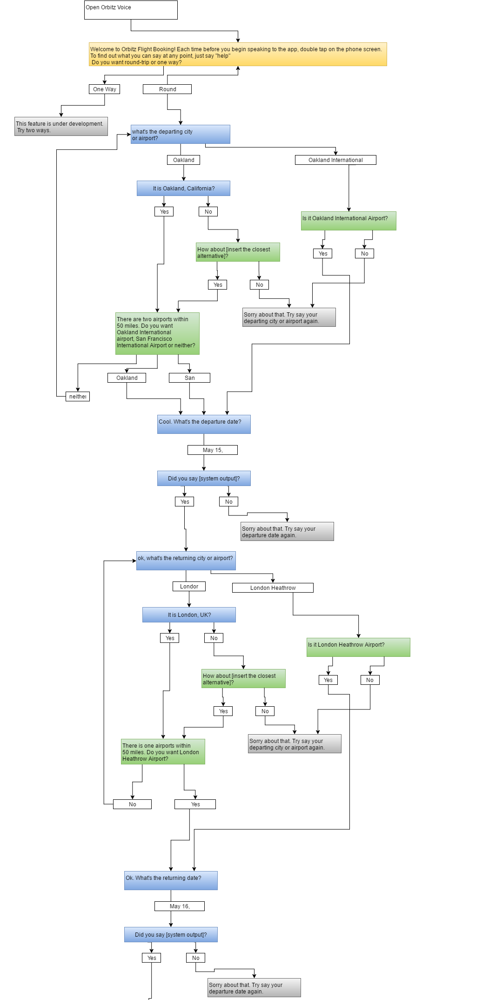 Open Orbitz Voice
Welcome to Orbitz Flight Booking! Each time before you begin speaking to the app, double tap on the phone screen.
To find out what you can say at any point, just say "help"
Do you want round-trip or one way?
One Way
Round
This feature is under development.
Try two ways.
what's the departing city
or airport?
Oakland
Oakland International
It is Oakland, California?
Yes
No
Is it Oakland International Airport?
How about [insert the closest
alternative]?
Yes
No
Yes
No
Sorry about that. Try say your
departing city or airport again.
There are two airports within
50 miles. Do you want
Oakland International
airport, San Francisco
International Airport or neither?
Oakland
San
neither
Cool. What's the departure date?
May 15,
Did you say [system output]?
Yes
No
Sorry about that. Try say your
departure date again.
ok, what's the returning city or airport?
London
London Heathrow
It is London, UK?
Yes
No
Is it London Heathrow Airport?
How about [insert the closest
alternative]?
Yes
No
Yes
No
Sorry about that. Try say your
departing city or airport again.
There is one airports within
50 miles. Do you want London
Heathrow Airport?
No
Yes
Ok. What's the returning date?
May 16,
Did you say [system output]?
Yes
No
Sorry about that. Try say your
departure date again.